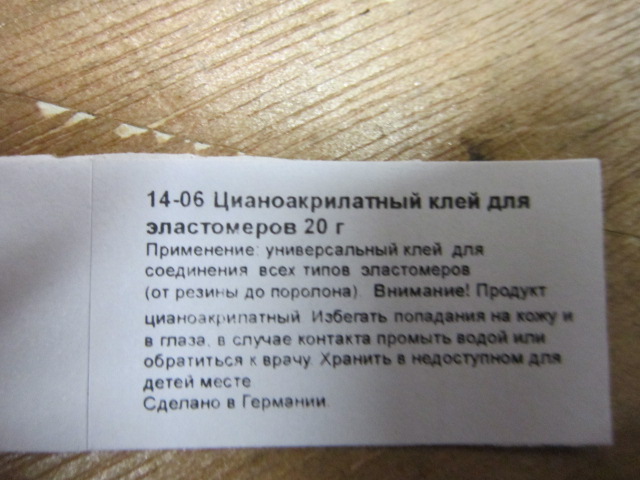 14-06 Цианоакрилатный клей для
эластомеров 20 г
Применение: универсальный клей для
соединения всех типов эластомеров
(от резины до поролона). Внимание! Продукт
цианоакрилатный. Избегать попадания на кожу и
в глаза, в случае контакта промыть водой или
обратиться к врачу. Хранить в недоступном для
детей месте
Сделано в Германии.